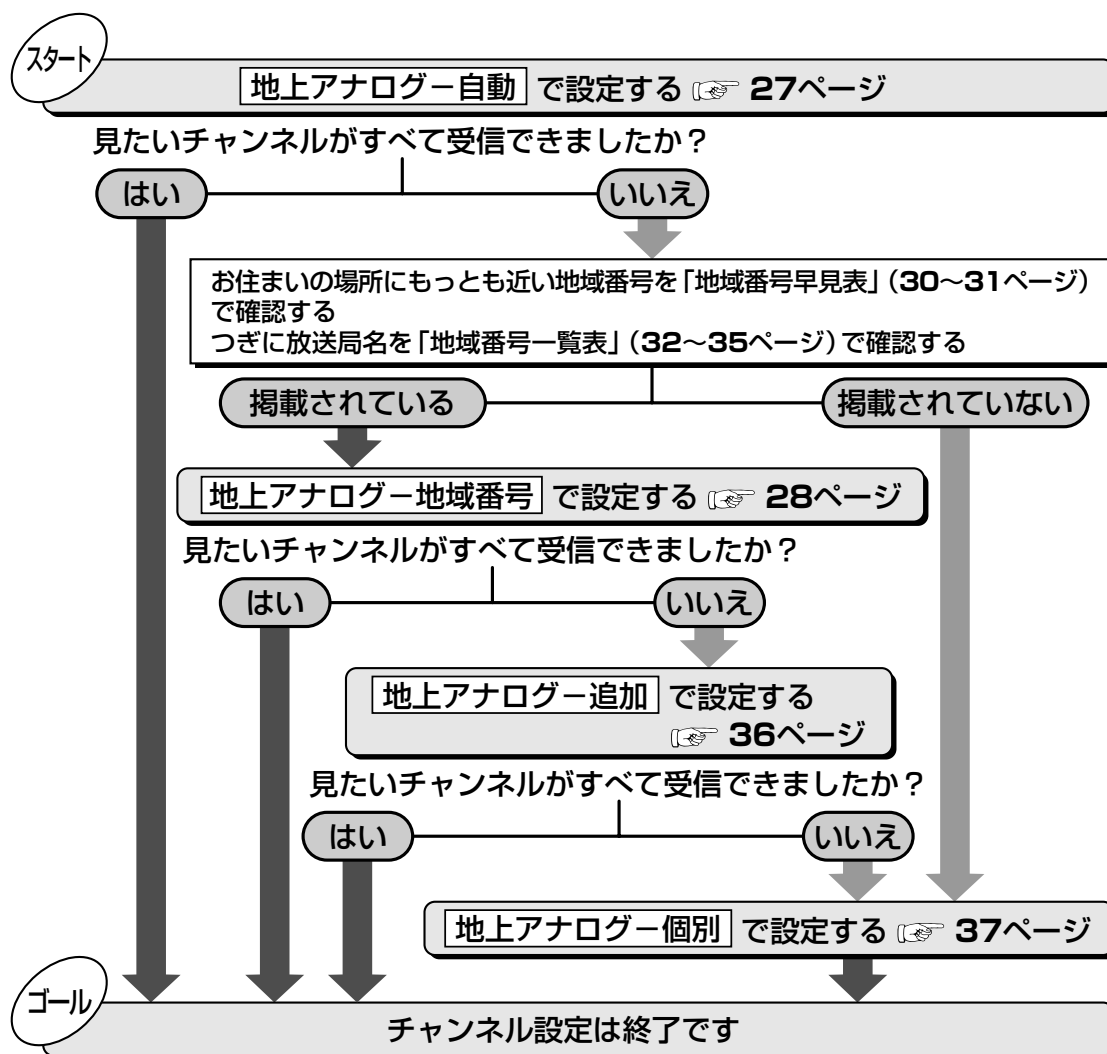 スタート
地上アナログー自動 で設定する ☞ 27ページ
見たいチャンネルがすべて受信できましたか？
はい いいえ
お住まいの場所にもっとも近い地域番号を「地域番号早見表」（30〜31ページ）
で確認する
つぎに放送局名を「地域番号一覧表」（32〜35ページ）で確認する
掲載されている 掲載されていない
地上アナログー地域番号 で設定する ☞ 28ページ
見たいチャンネルがすべて受信できましたか？
はい いいえ
地上アナログー追加 で設定する
☞ 36ページ
見たいチャンネルがすべて受信できましたか？
はい いいえ
地上アナログー個別 で設定する ☞ 37ページ
ゴール
チャンネル設定は終了です